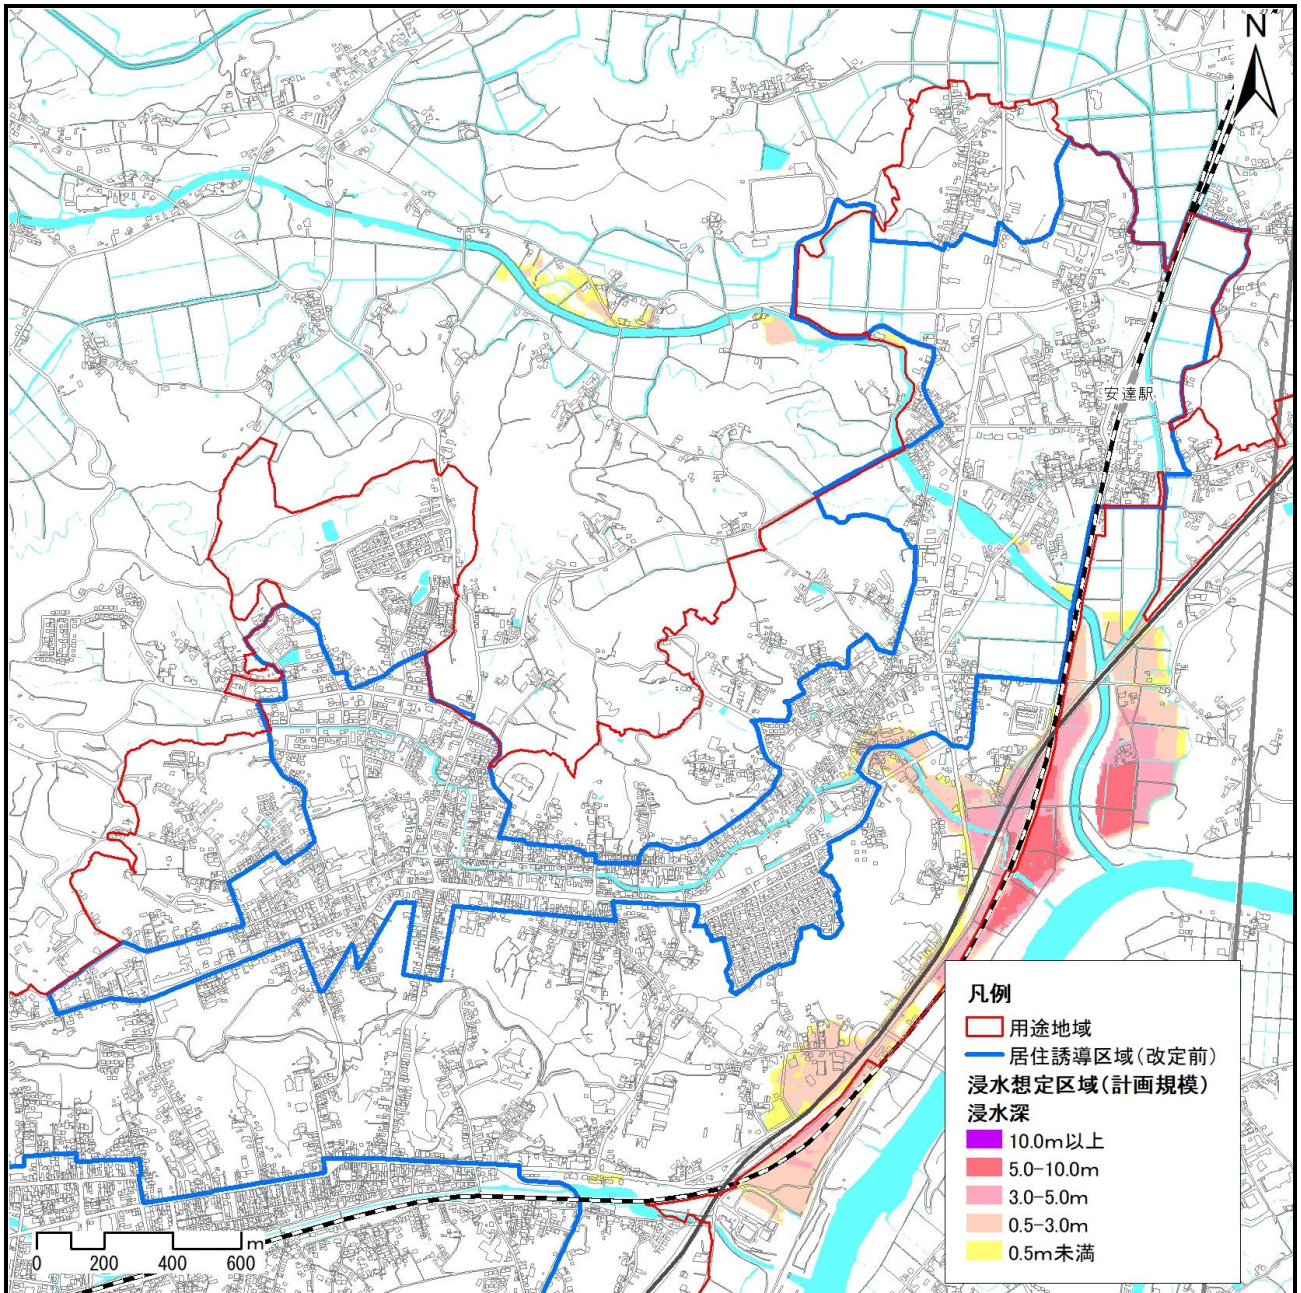 N
安達駅
凡例
用途地域
居住誘導区域(改定前)
浸水想定区域(計画規模)
浸水深
10.0m以上
5.0-10.0m
3.0-5.0m
0.5-3.0m
0.5m未満
m
0 200 400 600